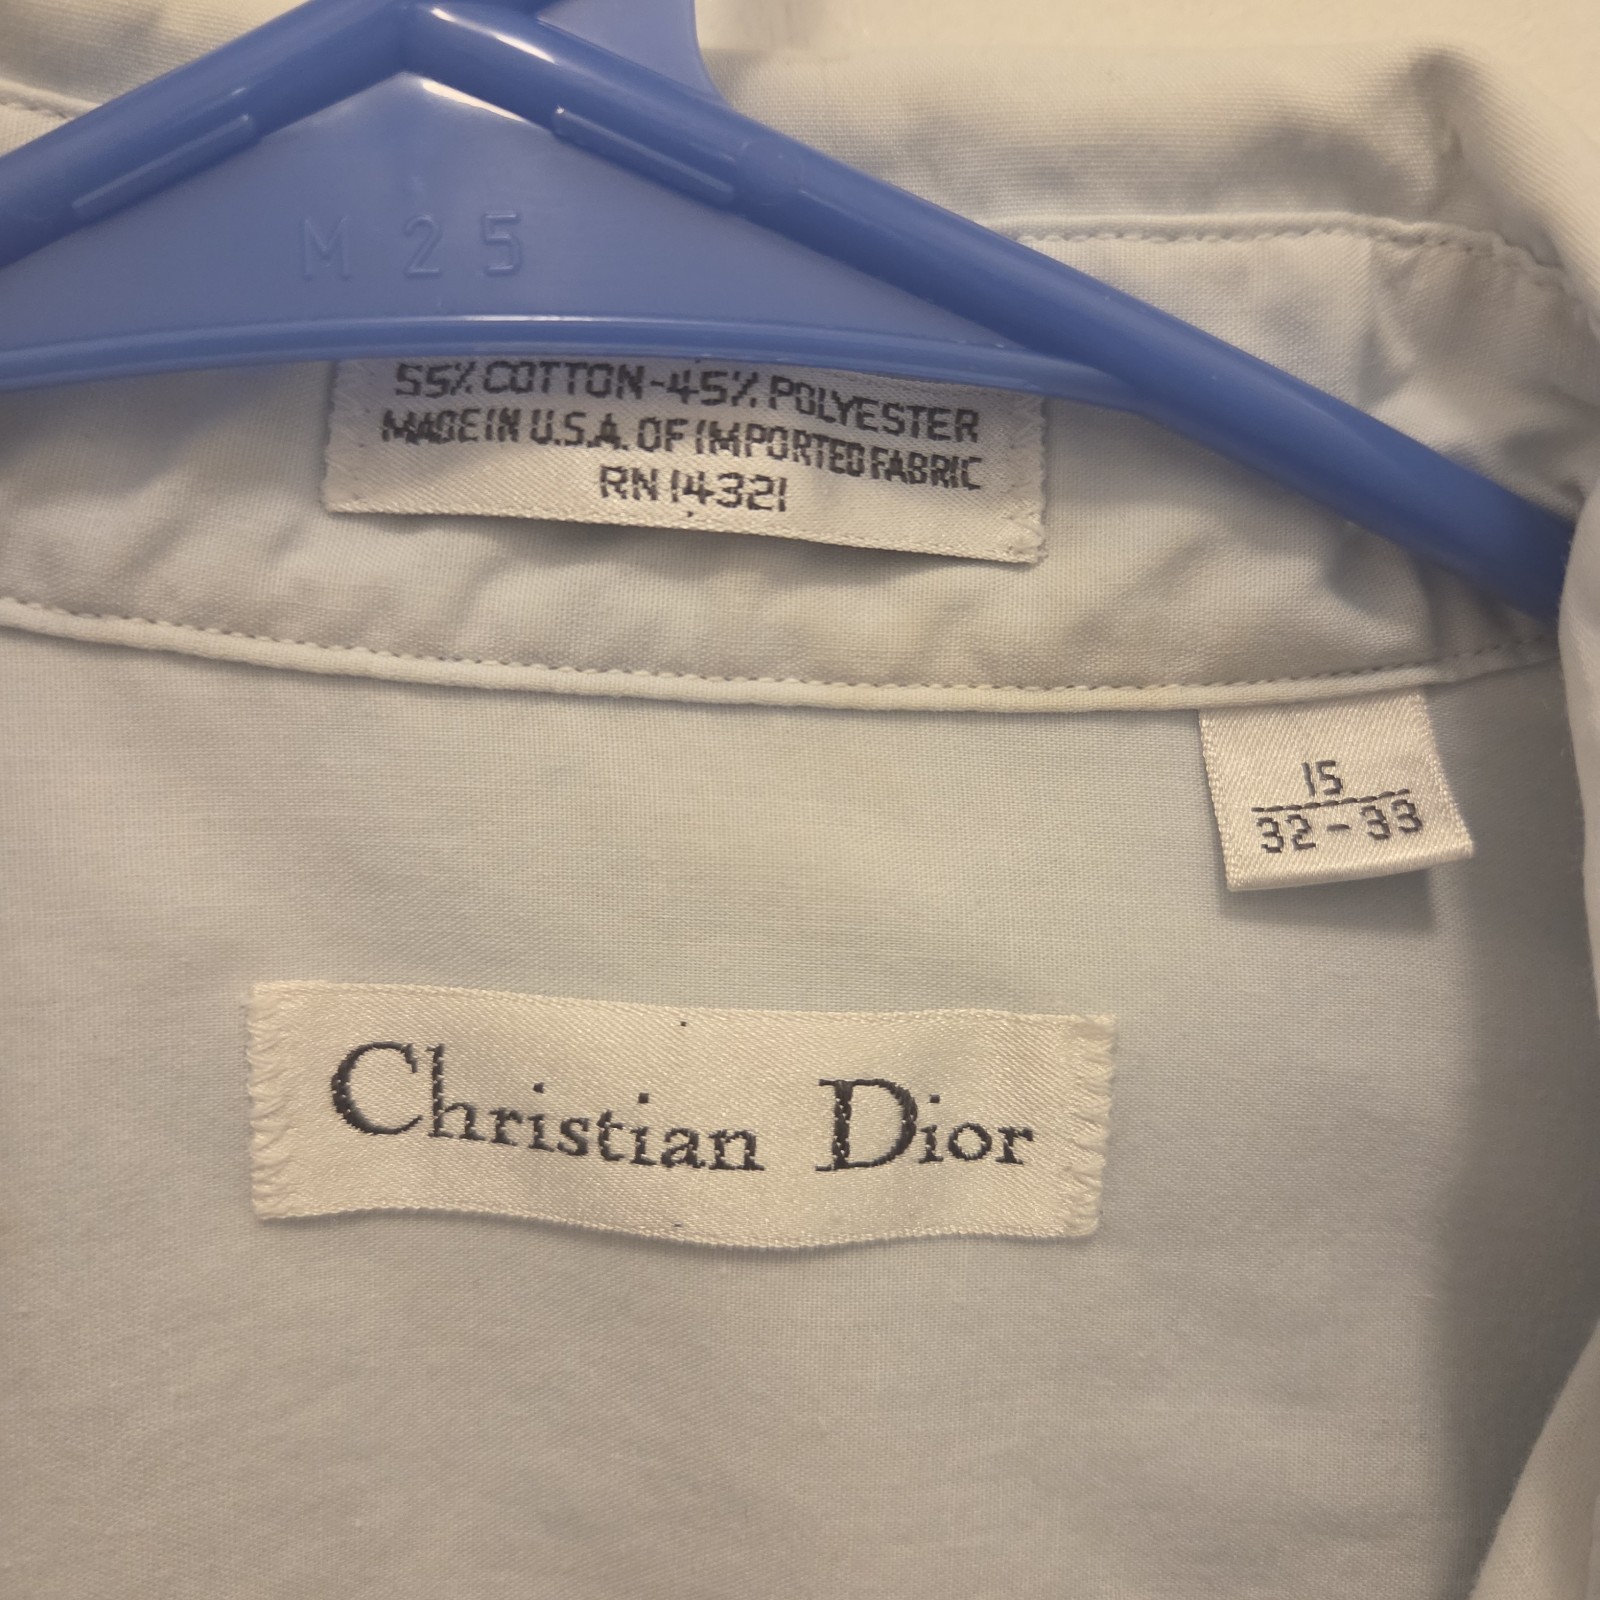 M 25
55% COTTON-45% POLYESTER
MADE IN U.S.A. OF IMPORTED FABRIC
RN 14321
15
32-33
Christian Dior